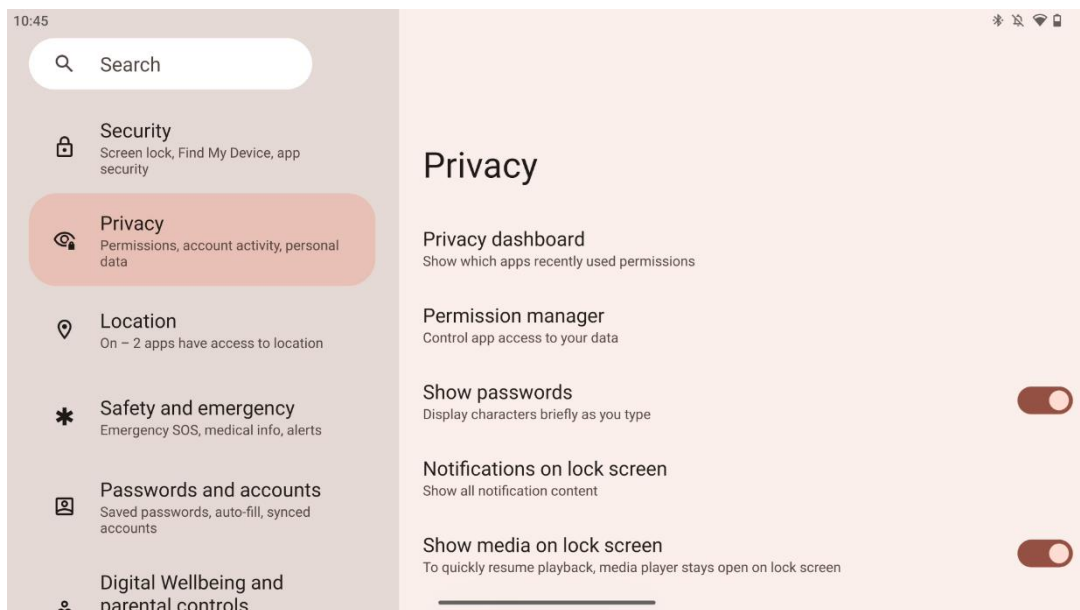 10:45
Search
Security
Screen lock, Find My Device, app
security
Privacy
Permissions, account activity, personal
data
Location
On – 2 apps have access to location
Safety and emergency
Emergency SOS, medical info, alerts
Passwords and accounts
Saved passwords, auto-fill, synced
accounts
Digital Wellbeing and
parental controls
Privacy
Privacy dashboard
Show which apps recently used permissions
Permission manager
Control app access to your data
Show passwords
Display characters briefly as you type
Notifications on lock screen
Show all notification content
Show media on lock screen
To quickly resume playback, media player stays open on lock screen